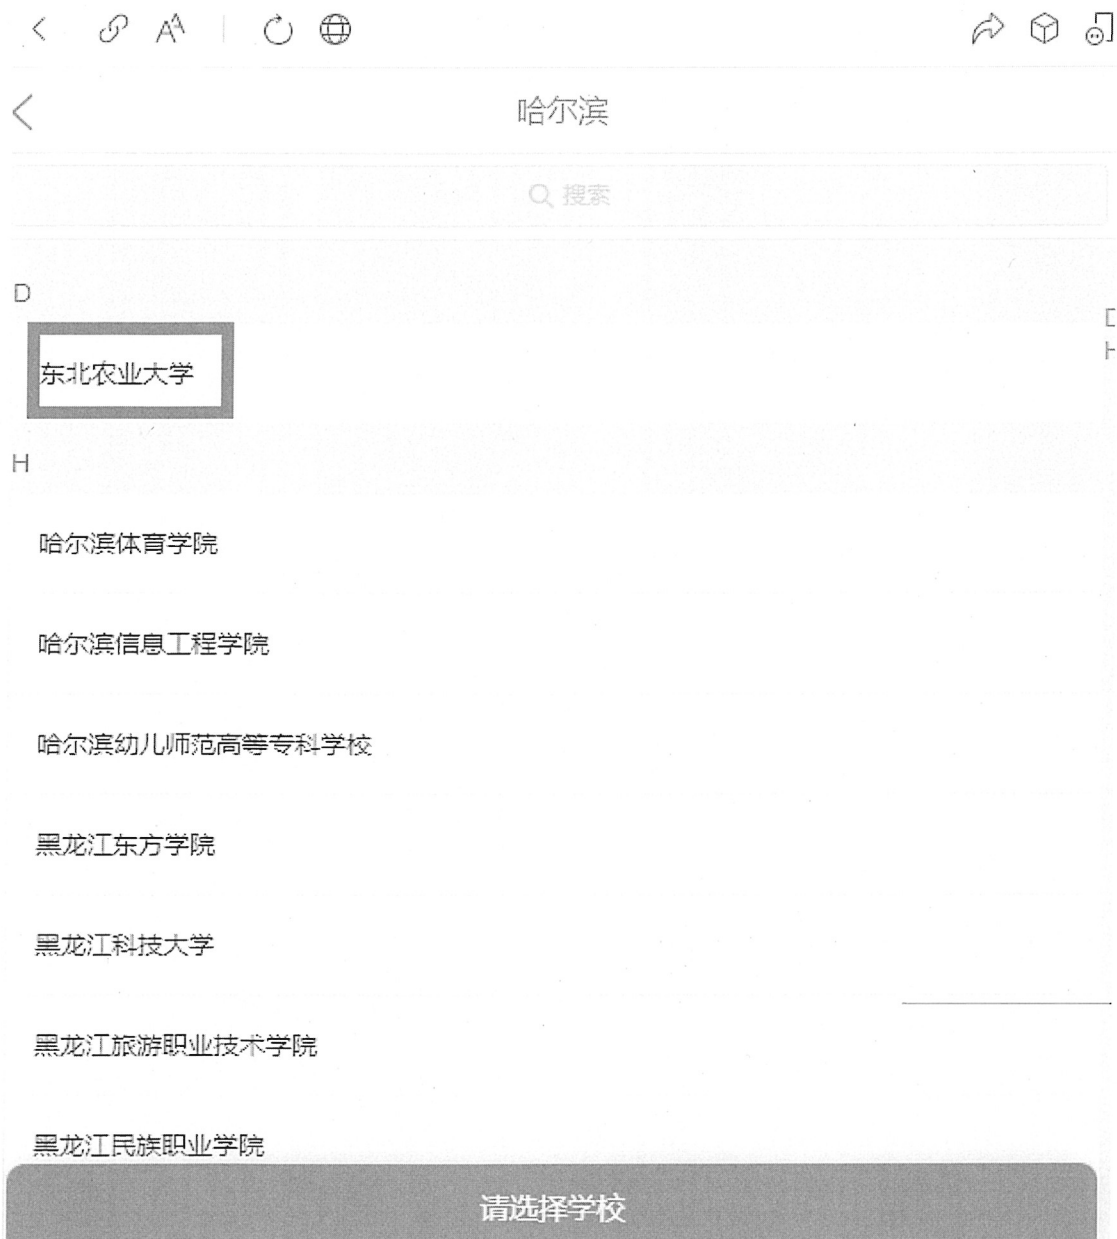 哈尔滨
搜索
D
东北农业大学
D
H
H
哈尔滨体育学院
哈尔滨信息工程学院
哈尔滨幼儿师范高等专科学校
黑龙江东方学院
黑龙江科技大学
黑龙江旅游职业技术学院
黑龙江民族职业学院
请选择学校